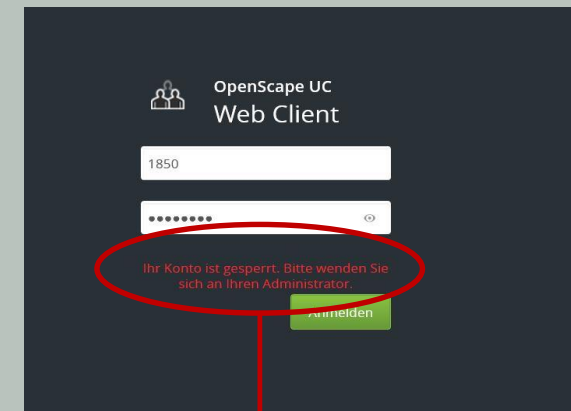 OpenScape UC
Web Client
1850
Ihr Konto ist gesperrt. Bitte wenden Sie
sich an Ihren Administrator.
Anmelden